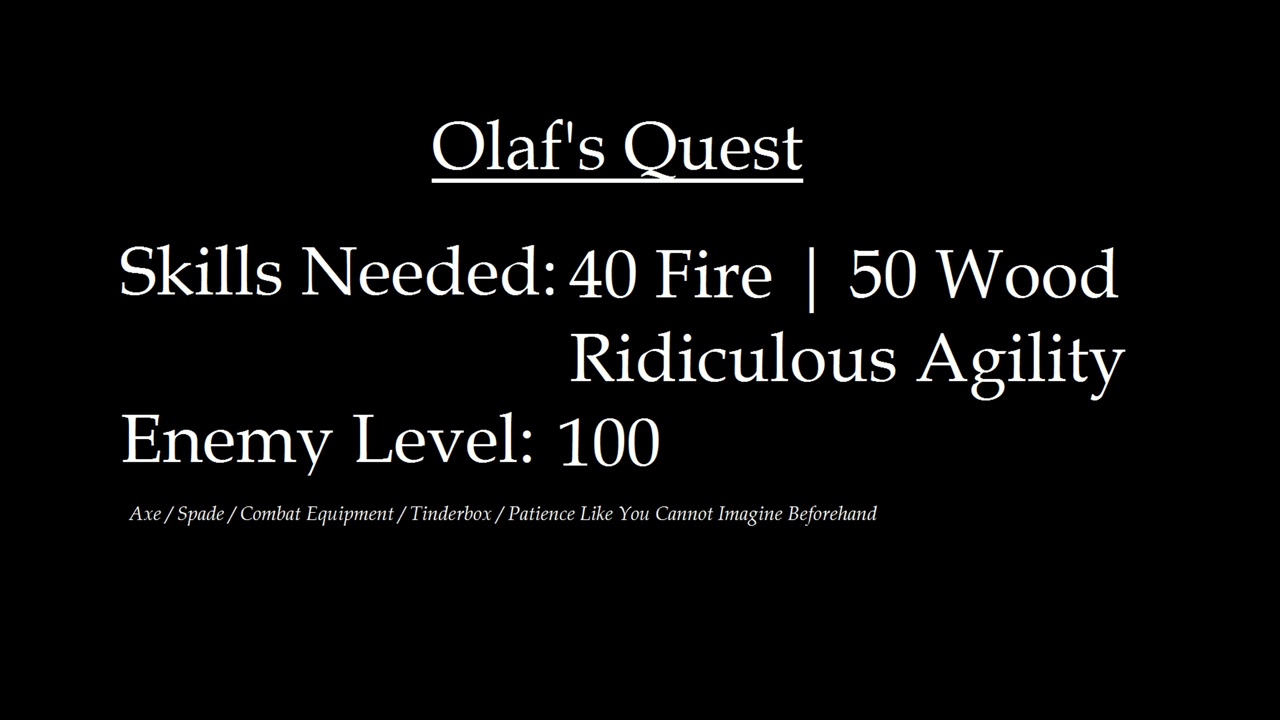 Olaf's Quest
Skills Needed: 40 Fire | 50 Wood
Ridiculous Agility
Enemy Level: 100
Axe / Spade / Combat Equipment / Tinderbox / Patience Like You Cannot Imagine Beforehand